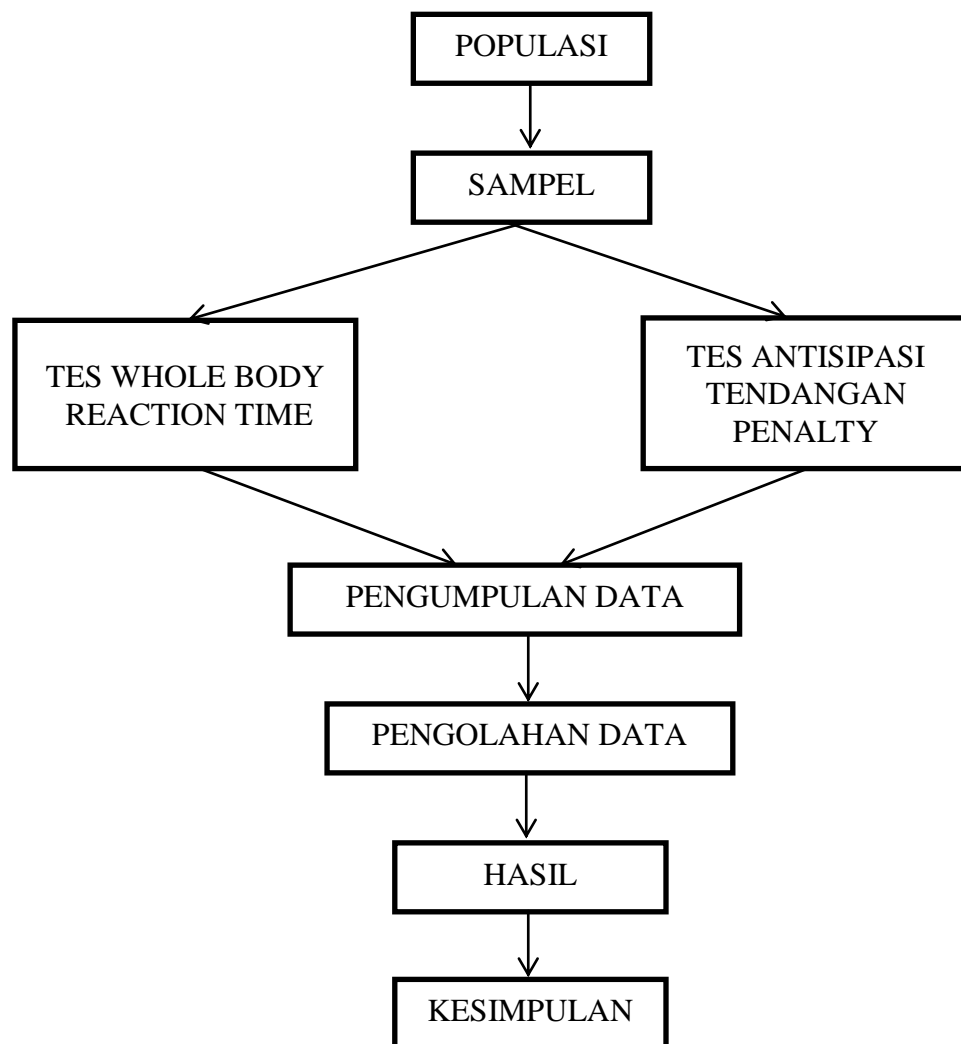 POPULASI
SAMPEL
TES WHOLE BODY
REACTION TIME
TES ANTISIPASI
TENDANGAN
PENALTY
PENGUMPULAN DATA
PENGOLAHAN DATA
HASIL
KESIMPULAN